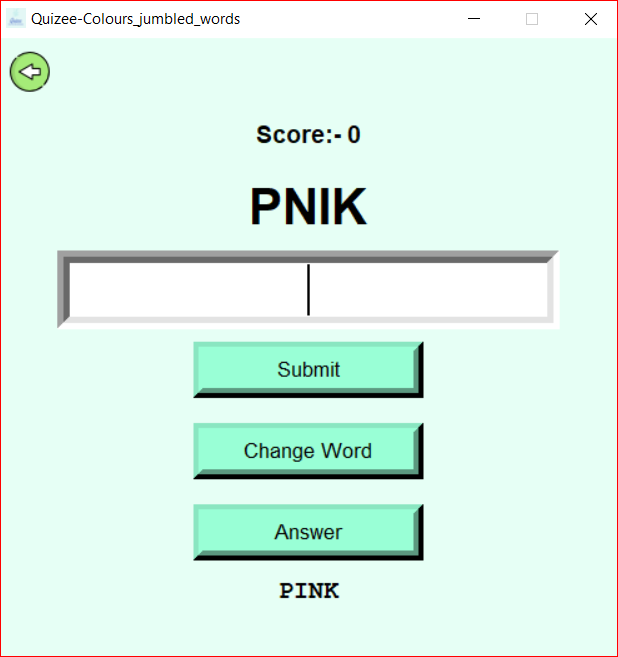 Quizee-Colours_jumbled_words
Score:- 0
PNIK
Submit
Change Word
Answer
PINK